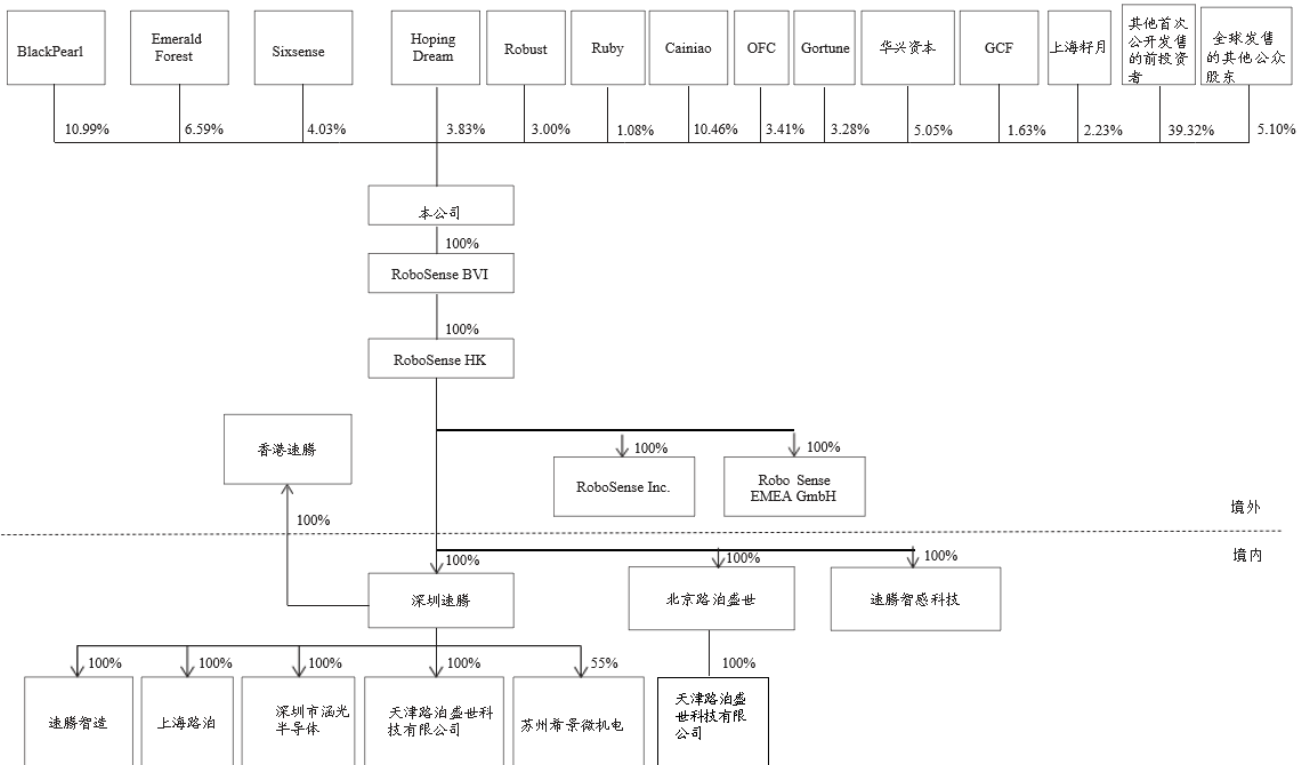 BlackPearl
Emerald
Forest
Sixsense
Hoping
Dream
Robust
Ruby
Cainiao
OFC
Gortune
华兴资本
GCF
上海籽月
其他首次
公开发售
的前投资
者
全球发售
的其他公众
股东
10.99%
6.59%
4.03%
3.83%
3.00%
1.08%
10.46%
3.41%
3.28%
5.05%
1.63%
2.23%
39.32%
5.10%
本公司
100%
RoboSense BVI
100%
RoboSense HK
香港速腾
100%
100%
RoboSense Inc.
Robo Sense
EMEA GmbH
境外
100%
境内
100%
100%
100%
深圳速腾
北京路泊盛世
速腾智感科技
100%
100%
100%
100%
55%
100%
速腾智造
上海路泊
深圳市涵光
半导体
天津路泊盛世科
技有限公司
苏州希景微机电
天津路泊盛
世科技有限
公司